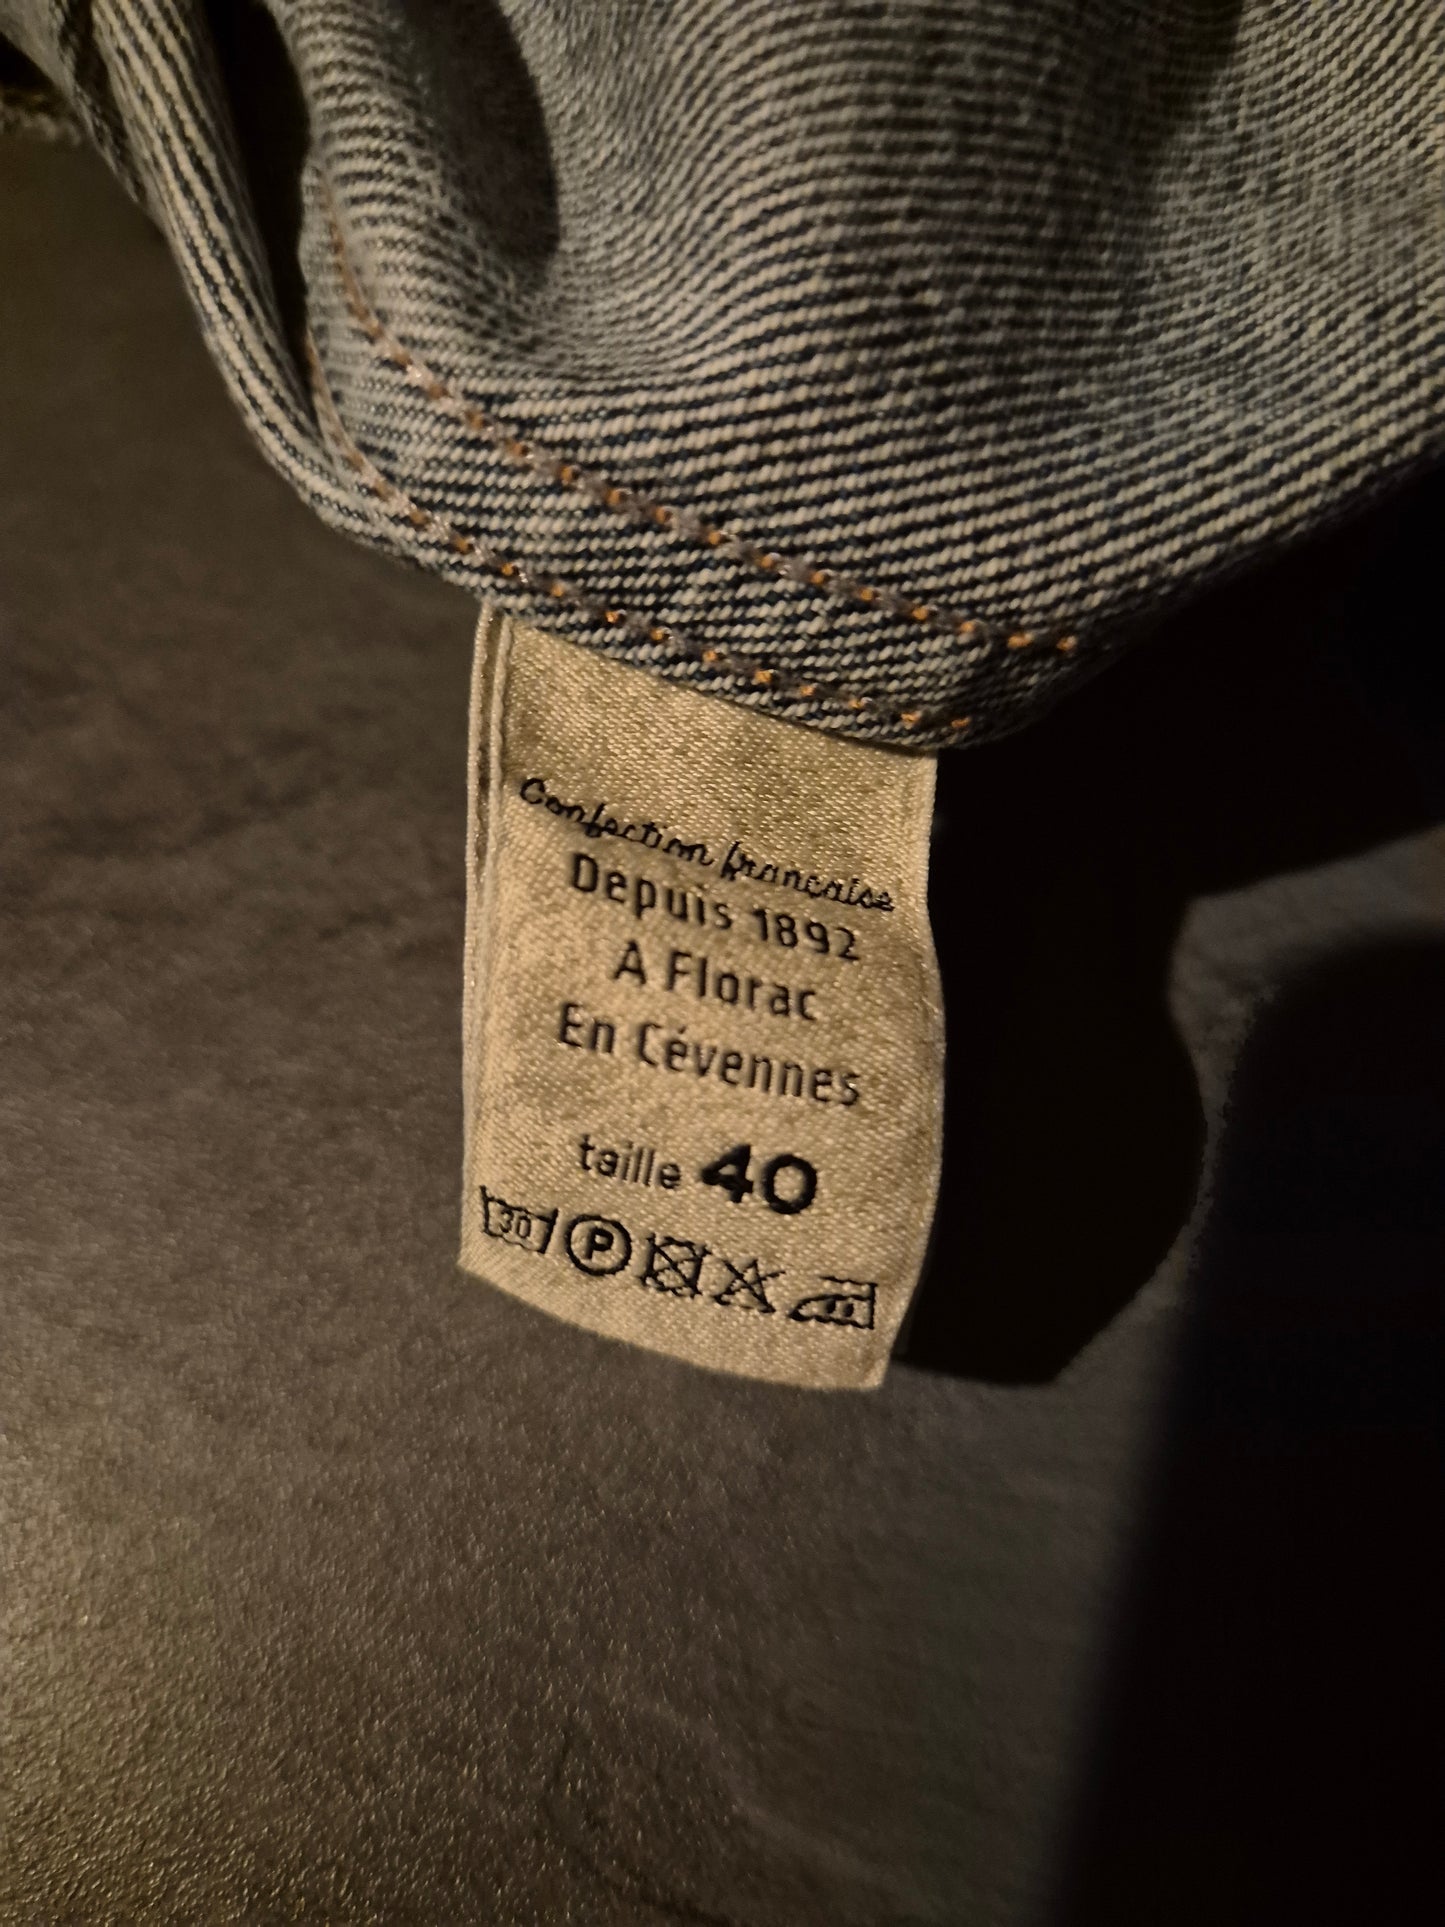 Confection française
Depuis 1892
A Florac
En Cévennes
taille 40
30 P